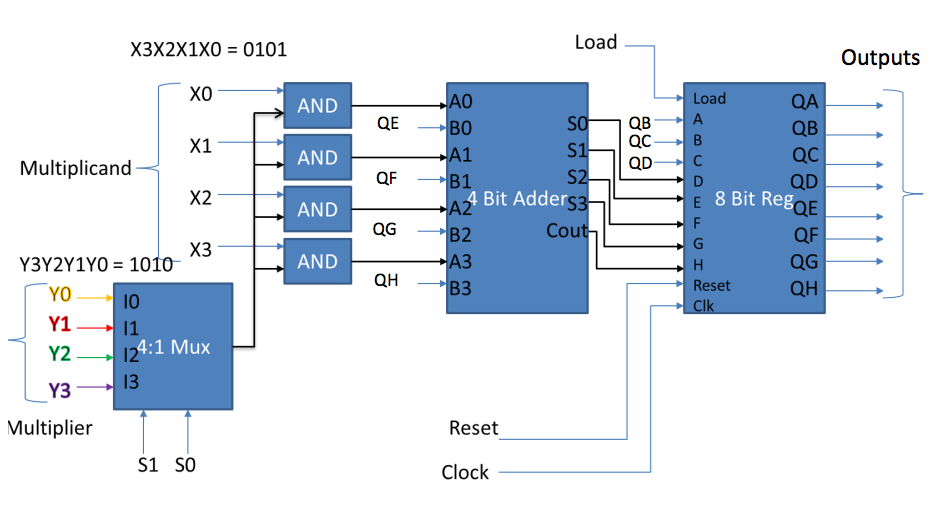 X3X2X1X0 = 0101
Load
Outputs
Multiplicand
X0
X1
X2
X3
AND
AND
AND
AND
QE
QF
QG
QH
A0
B0
A1
B1
A2
B2
A3
B3
4 Bit Adder
S0
S1
S2
S3
Cout
QB
QC
QD
Load
A
B
C
D
E
F
G
H
Reset
Clk
8 Bit Reg
QA
QB
QC
QD
QE
QF
QG
QH
Y3Y2Y1Y0 = 1010
Y0
Y1
Y2
Y3
I0
I1
I2
I3
4:1 Mux
Multiplier
S1 S0
Reset
Clock